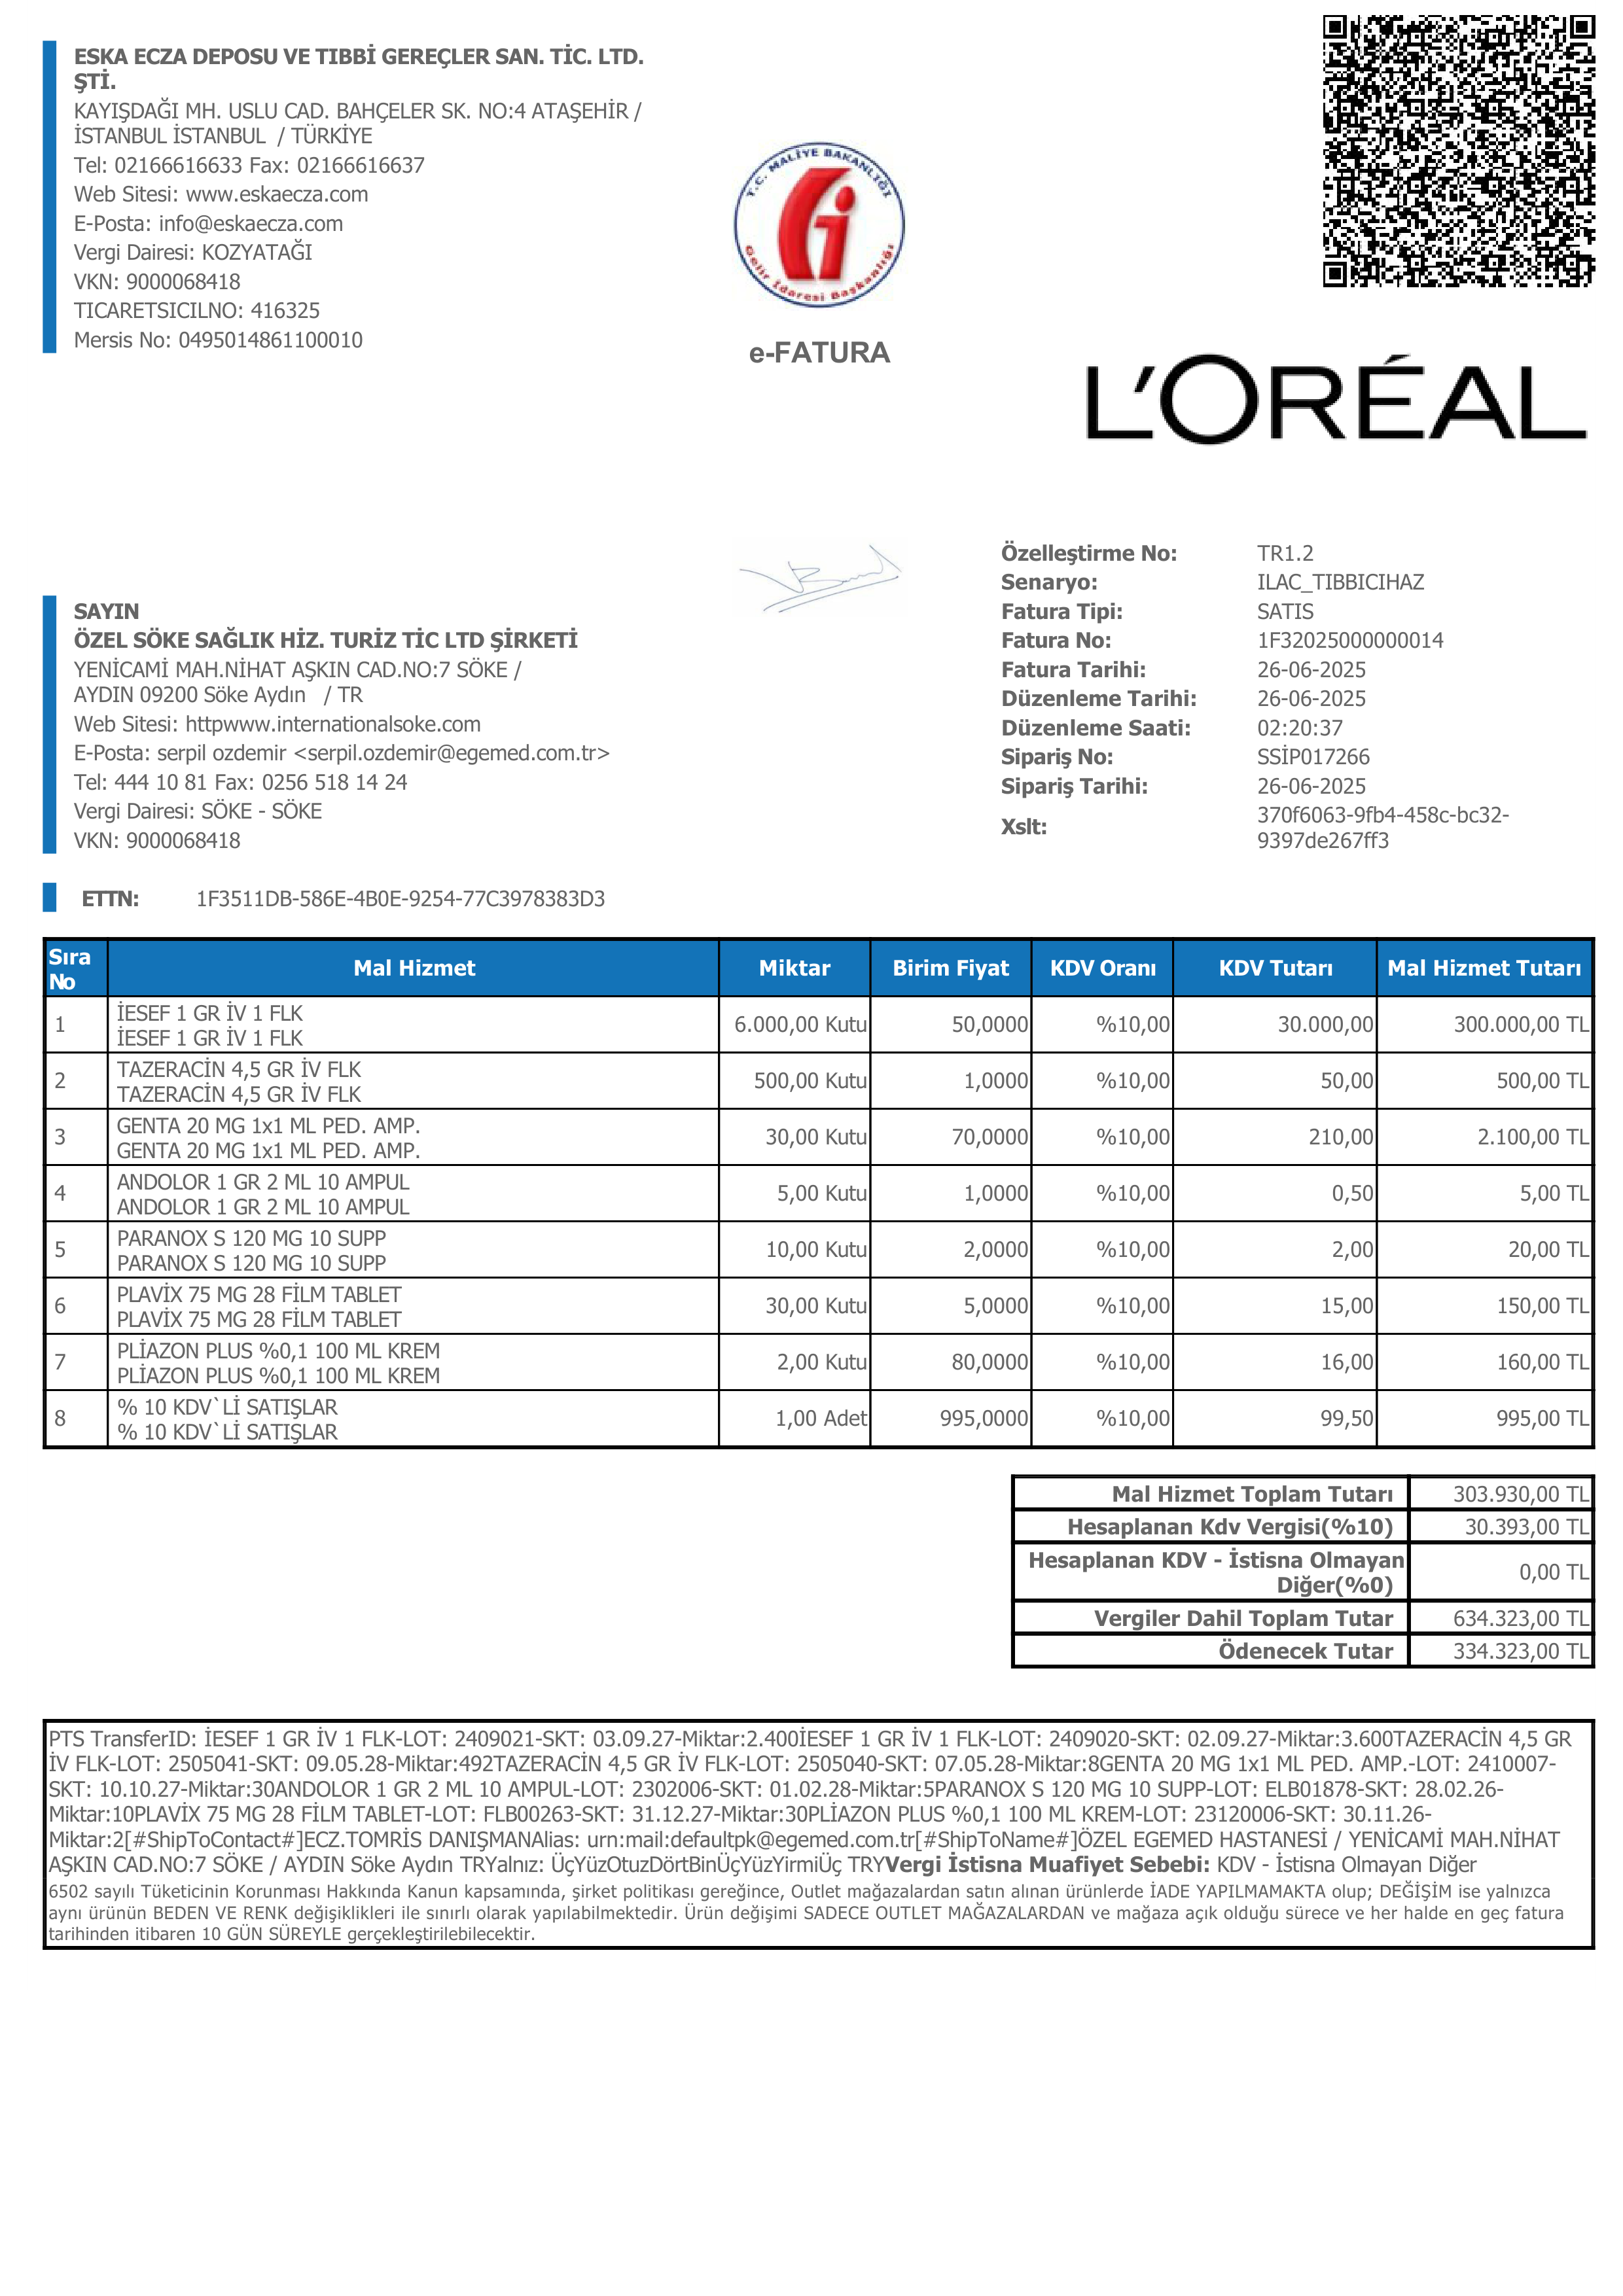 ESKA ECZA DEPOSU VE TIBBİ GEREÇLER SAN. TİC. LTD.
ŞTİ.
KAYIŞDAĞI MH. USLU CAD. BAHÇELER SK. NO:4 ATAŞEHİR /
İSTANBUL İSTANBUL / TÜRKİYE
Tel: 02166616633 Fax: 02166616637
Web Sitesi: www.eskaecza.com
E-Posta: info@eskaecza.com
Vergi Dairesi: KOZYATAĞI
VKN: 9000068418
TICARETSICILNO: 416325
Mersis No: 0495014861100010
T.C. MALİYE BAKANLIĞI
Gelir İdaresi Başkanlığı
e-FATURA
L'ORÉAL
SAYIN
ÖZEL SÖKE SAĞLIK HİZ. TURİZ TİC LTD ŞİRKETİ
YENİCAMİ MAH.NİHAT AŞKIN CAD.NO:7 SÖKE /
AYDIN 09200 Söke Aydın / TR
Web Sitesi: httpwww.internationalsoke.com
E-Posta: serpil ozdemir <serpil.ozdemir@egemed.com.tr>
Tel: 444 10 81 Fax: 0256 518 14 24
Vergi Dairesi: SÖKE - SÖKE
VKN: 9000068418
Özelleştirme No: TR1.2
Senaryo: ILAC_TIBBICIHAZ
Fatura Tipi: SATIS
Fatura No: 1F32025000000014
Fatura Tarihi: 26-06-2025
Düzenleme Tarihi: 26-06-2025
Düzenleme Saati: 02:20:37
Sipariş No: SSİP017266
Sipariş Tarihi: 26-06-2025
Xslt: 370f6063-9fb4-458c-bc32-
9397de267ff3
ETTN: 1F3511DB-586E-4B0E-9254-77C3978383D3
Sıra No Mal Hizmet Miktar Birim Fiyat KDV Oranı KDV Tutarı Mal Hizmet Tutarı
1 İESEF 1 GR İV 1 FLK 6.000,00 Kutu 50,0000 %10,00 30.000,00 300.000,00 TL
İESEF 1 GR İV 1 FLK
2 TAZERACİN 4,5 GR İV FLK 500,00 Kutu 1,0000 %10,00 50,00 500,00 TL
TAZERACİN 4,5 GR İV FLK
3 GENTA 20 MG 1x1 ML PED. AMP. 30,00 Kutu 70,0000 %10,00 210,00 2.100,00 TL
GENTA 20 MG 1x1 ML PED. AMP.
4 ANDOLOR 1 GR 2 ML 10 AMPUL 5,00 Kutu 1,0000 %10,00 0,50 5,00 TL
ANDOLOR 1 GR 2 ML 10 AMPUL
5 PARANOX S 120 MG 10 SUPP 10,00 Kutu 2,0000 %10,00 2,00 20,00 TL
PARANOX S 120 MG 10 SUPP
6 PLAVİX 75 MG 28 FİLM TABLET 30,00 Kutu 5,0000 %10,00 15,00 150,00 TL
PLAVİX 75 MG 28 FİLM TABLET
7 PLİAZON PLUS %0,1 100 ML KREM 2,00 Kutu 80,0000 %10,00 16,00 160,00 TL
PLİAZON PLUS %0,1 100 ML KREM
8 % 10 KDV`Lİ SATIŞLAR 1,00 Adet 995,0000 %10,00 99,50 995,00 TL
% 10 KDV`Lİ SATIŞLAR
Mal Hizmet Toplam Tutarı 303.930,00 TL
Hesaplanan Kdv Vergisi(%10) 30.393,00 TL
Hesaplanan KDV - İstisna Olmayan
Diğer(%0) 0,00 TL
Vergiler Dahil Toplam Tutar 634.323,00 TL
Ödenecek Tutar 334.323,00 TL
PTS TransferID: İESEF 1 GR İV 1 FLK-LOT: 2409021-SKT: 03.09.27-Miktar:2.400İESEF 1 GR İV 1 FLK-LOT: 2409020-SKT: 02.09.27-Miktar:3.600TAZERACİN 4,5 GR
İV FLK-LOT: 2505041-SKT: 09.05.28-Miktar:492TAZERACİN 4,5 GR İV FLK-LOT: 2505040-SKT: 07.05.28-Miktar:8GENTA 20 MG 1x1 ML PED. AMP.-LOT: 2410007-
SKT: 10.10.27-Miktar:30ANDOLOR 1 GR 2 ML 10 AMPUL-LOT: 2302006-SKT: 01.02.28-Miktar:5PARANOX S 120 MG 10 SUPP-LOT: ELB01878-SKT: 28.02.26-
Miktar:10PLAVİX 75 MG 28 FİLM TABLET-LOT: FLB00263-SKT: 31.12.27-Miktar:30PLİAZON PLUS %0,1 100 ML KREM-LOT: 23120006-SKT: 30.11.26-
Miktar:2[#ShipToContact#]ECZ.TOMRİS DANIŞMANAlias: urn:mail:defaultpk@egemed.com.tr[#ShipToName#]ÖZEL EGEMED HASTANESİ / YENİCAMİ MAH.NİHAT
AŞKIN CAD.NO:7 SÖKE / AYDIN Söke Aydın TRYalnız: ÜçYüzOtuzDörtBinÜçYüzYirmiÜç TRYVergi İstisna Muafiyet Sebebi: KDV - İstisna Olmayan Diğer
6502 sayılı Tüketicinin Korunması Hakkında Kanun kapsamında, şirket politikası gereğince, Outlet mağazalardan satın alınan ürünlerde İADE YAPILMAMAKTA olup; DEĞİŞİM ise yalnızca
aynı ürünün BEDEN VE RENK değişiklikleri ile sınırlı olarak yapılabilmektedir. Ürün değişimi SADECE OUTLET MAĞAZALARDAN ve mağaza açık olduğu sürece ve her halde en geç fatura
tarihinden itibaren 10 GÜN SÜREYLE gerçekleştirilebilecektir.